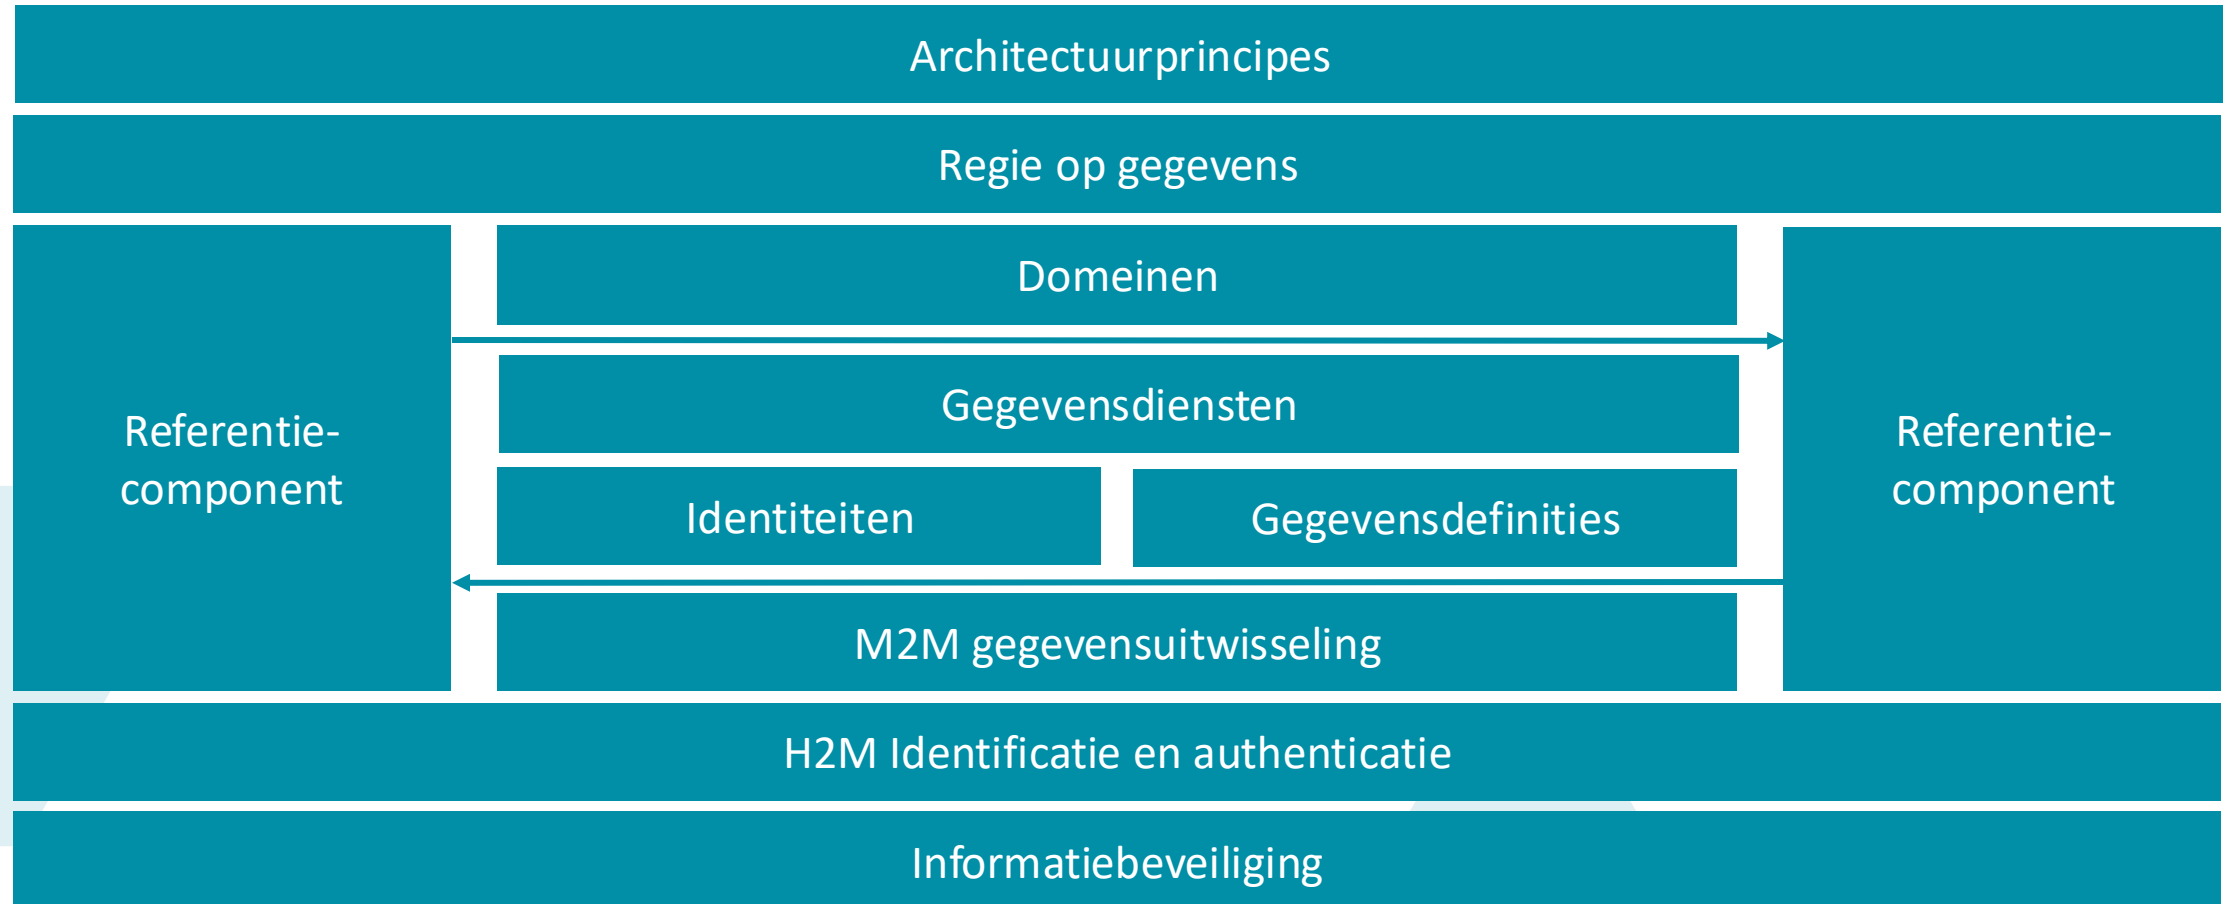 Architectuurprincipes
Regie op gegevens
Domeinen
Gegevensdiensten
Referentie-
component
Identiteiten
Gegevensdefinities
Referentie-
component
M2M gegevensuitwisseling
H2M Identificatie en authenticatie
Informatiebeveiliging